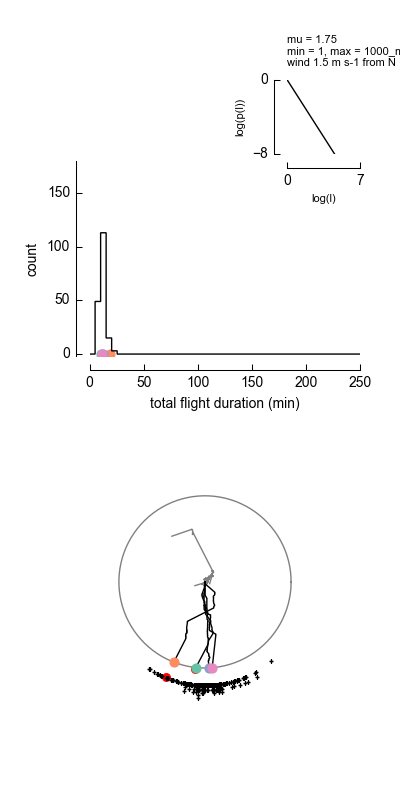 mu = 1.75
min = 1, max = 1000_m
wind 1.5 m s-1 from N
0
−8
log(p(l))
0
7
log(l)
150
100
50
0
count
0
50
100
150
200
250
total flight duration (min)